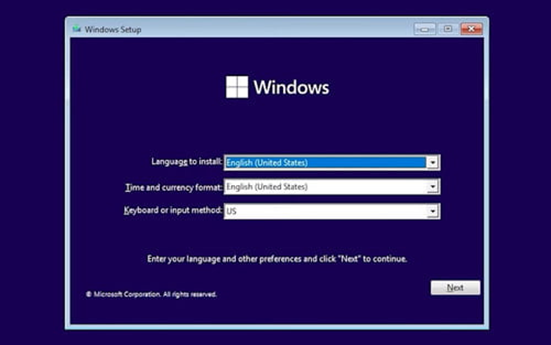 Windows Setup
Windows
Language to install: English (United States)
Time and currency format: English (United States)
Keyboard or input method: US
Enter your language and other preferences and click "Next" to continue.
© Microsoft Corporation. All rights reserved.
Next